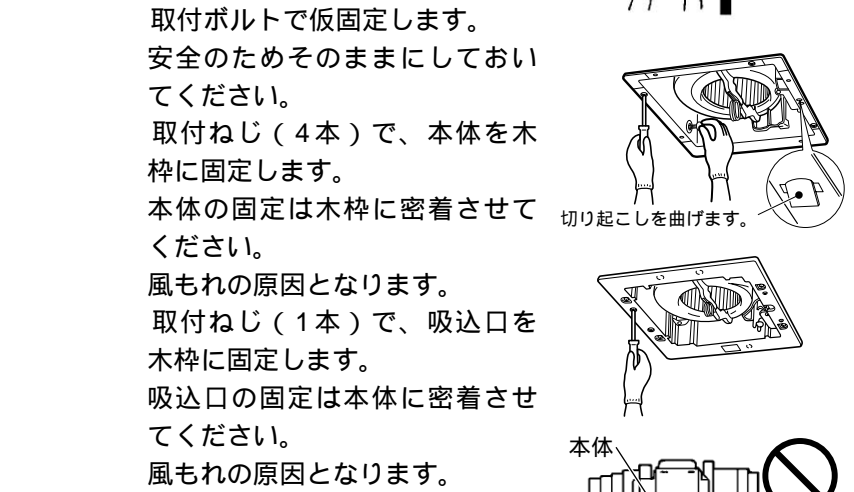 取付ボルトで仮固定します。
安全のためそのままにしておい
てください。
取付ねじ（4本）で、本体を木
枠に固定します。
本体の固定は木枠に密着させて
ください。
風もれの原因となります。
取付ねじ（1本）で、吸込口を
木枠に固定します。
吸込口の固定は本体に密着させ
てください。
風もれの原因となります。
切り起こしを曲げます。
本体